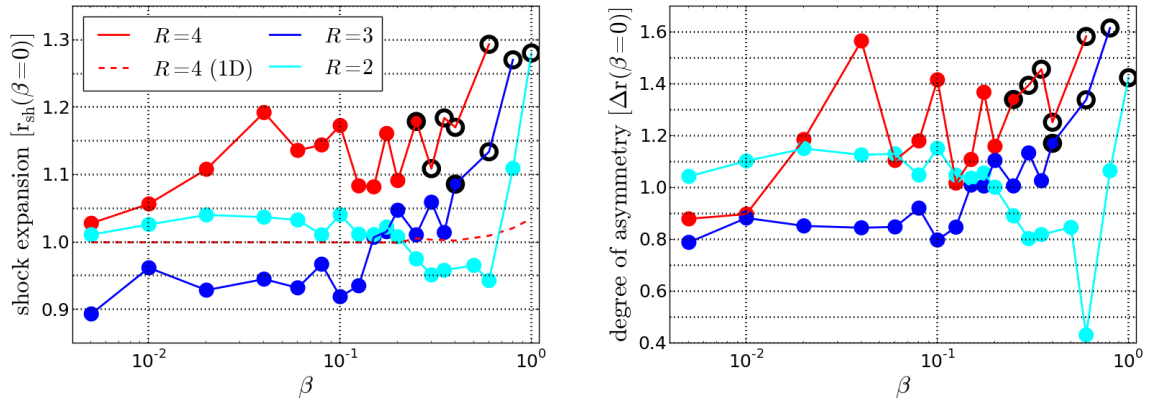 shock expansion [r_sh(β=0)]
1.3
1.2
1.1
1.0
0.9
R=4
R=4 (1D)
R=3
R=2
10^-2
10^-1
10^0
β
degree of asymmetry [Δr(β=0)]
1.6
1.4
1.2
1.0
0.8
0.6
0.4
10^-2
10^-1
10^0
β